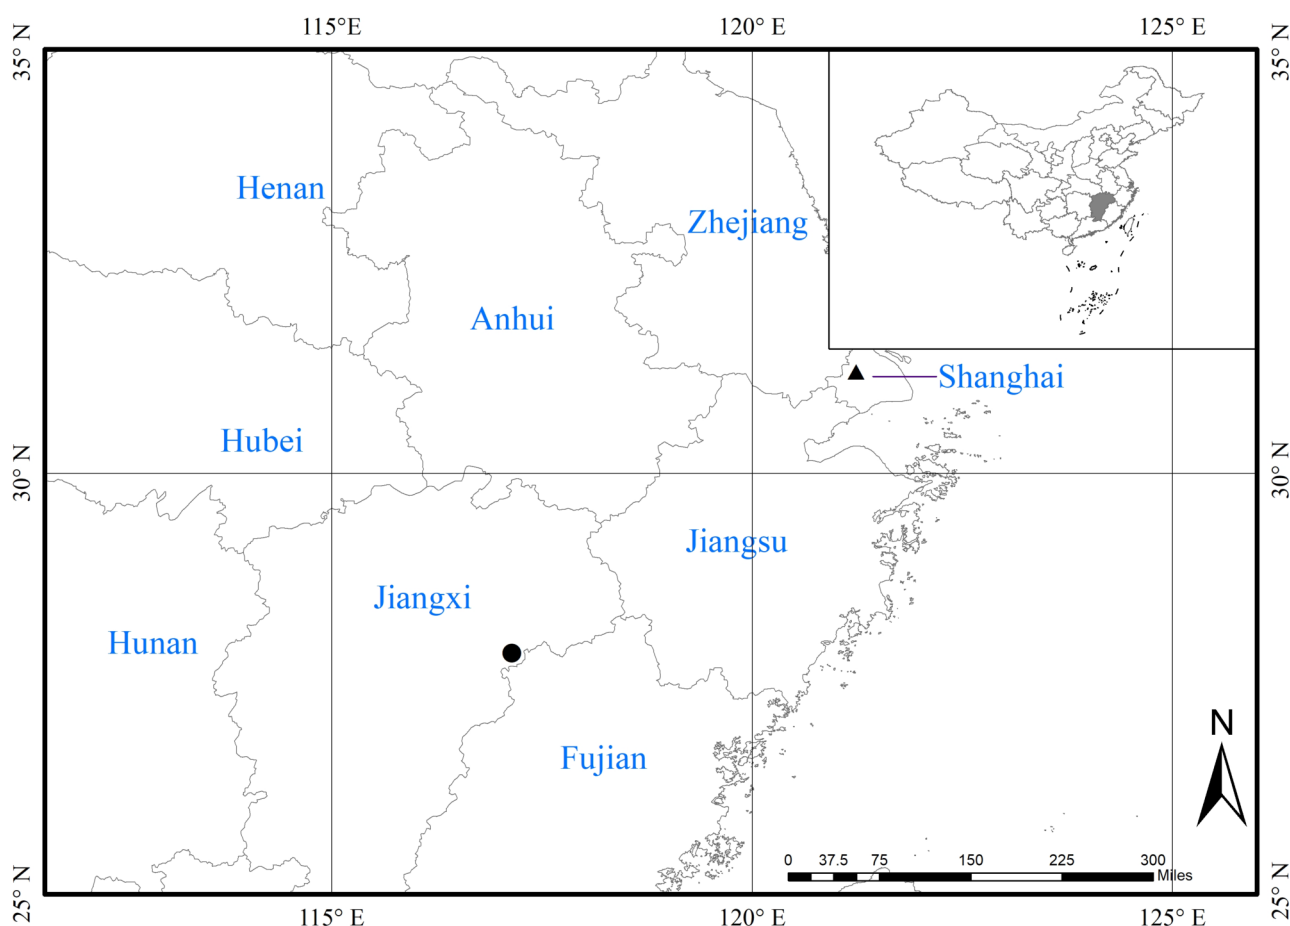 115° E
120° E
125° E
35° N
35° N
Henan
Zhejiang
Anhui
Shanghai
Hubei
30° N
30° N
Jiangsu
Jiangxi
Hunan
Fujian
N
0 37.5 75 150 225 300
Miles
25° N
25° N
115° E
120° E
125° E